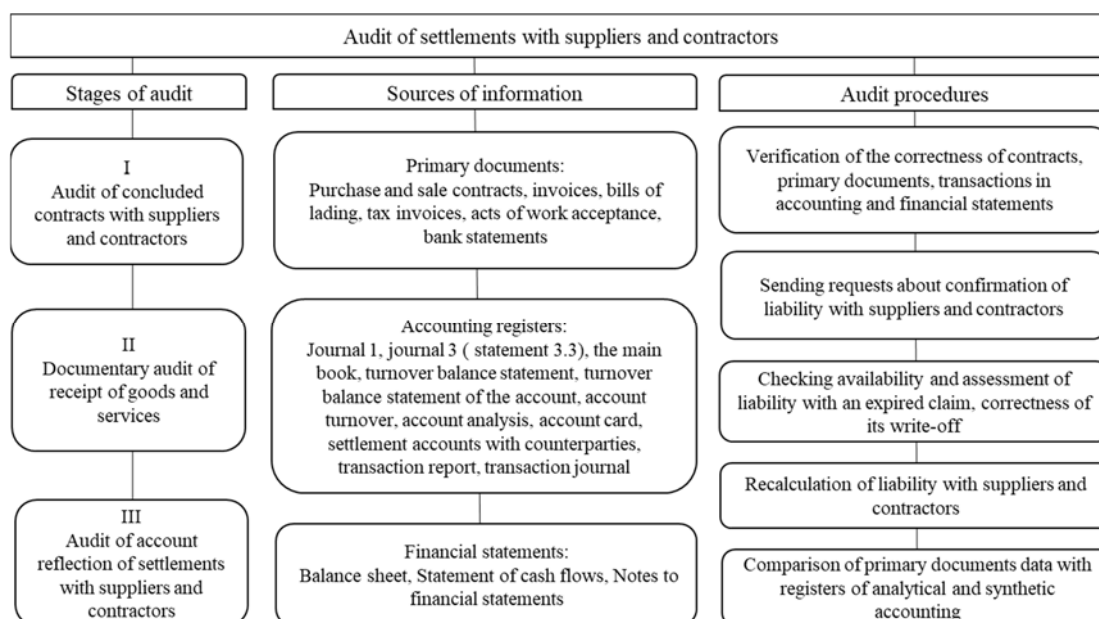 Audit of settlements with suppliers and contractors
Stages of audit
I
Audit of concluded
contracts with suppliers
and contractors
II
Documentary audit of
receipt of goods and
services
III
Audit of account
reflection of settlements
with suppliers and
contractors
Sources of information
Primary documents:
Purchase and sale contracts, invoices, bills of
lading, tax invoices, acts of work acceptance,
bank statements
Accounting registers:
Journal 1, journal 3 ( statement 3.3), the main
book, turnover balance statement, turnover
balance statement of the account, account
turnover, account analysis, account card,
settlement accounts with counterparties,
transaction report, transaction journal
Financial statements:
Balance sheet, Statement of cash flows, Notes to
financial statements
Audit procedures
Verification of the correctness of contracts,
primary documents, transactions in
accounting and financial statements
Sending requests about confirmation of
liability with suppliers and contractors
Checking availability and assessment of
liability with an expired claim, correctness of
its write-off
Recalculation of liability with suppliers and
contractors
Comparison of primary documents data with
registers of analytical and synthetic
accounting